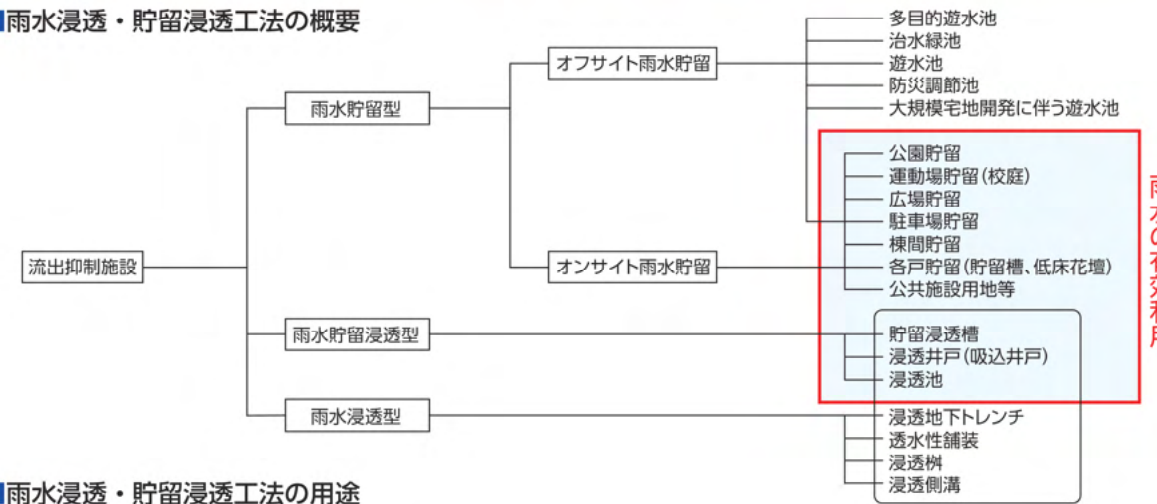 雨水浸透・貯留浸透工法の概要
多目的遊水池
治水緑池
オフサイト雨水貯留
遊水池
防災調節池
雨水貯留型
大規模宅地開発に伴う遊水池
公園貯留
運動場貯留(校庭)
広場貯留
駐車場貯留
棟間貯留
流出抑制施設
オンサイト雨水貯留
各戸貯留(貯留槽、低床花壇)
公共施設用地等
雨水の有効利用
雨水貯留浸透型
貯留浸透槽
浸透井戸(吸込井戸)
浸透池
雨水浸透型
浸透地下トレンチ
透水性舗装
浸透桝
浸透側溝
雨水浸透・貯留浸透工法の用途